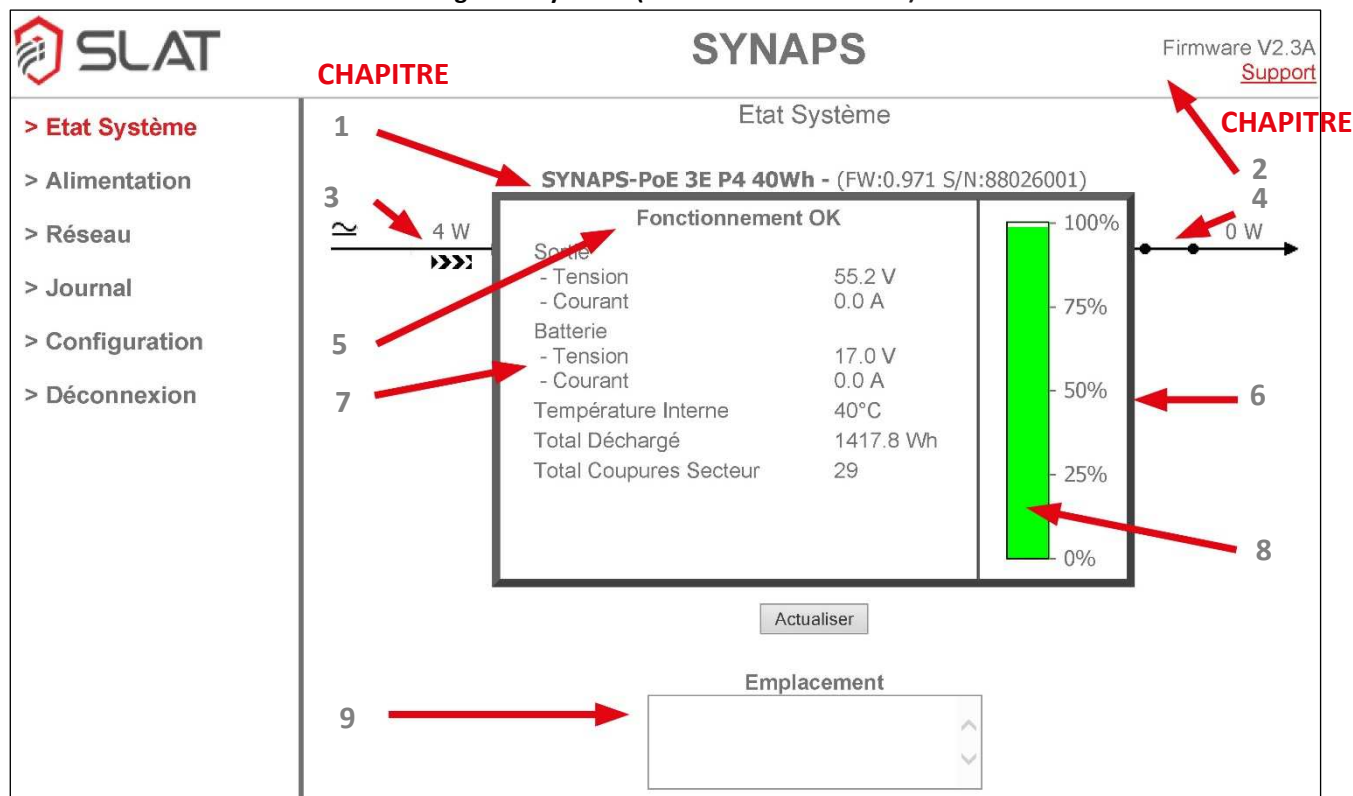 SLAT
SYNAPS
Firmware V2.3A
Support
CHAPITRE
CHAPITRE
> Etat Système
> Alimentation
> Réseau
> Journal
> Configuration
> Déconnexion
Etat Système
1
2
SYNAPS-PoE 3E P4 40Wh - (FW:0.971 S/N:88026001)
3
4
4 W
0 W
Fonctionnement OK
Sortie
- Tension 55.2 V
- Courant 0.0 A
Batterie
- Tension 17.0 V
- Courant 0.0 A
Température Interne 40°C
Total Déchargé 1417.8 Wh
Total Coupures Secteur 29
100%
75%
50%
25%
0%
5
6
7
8
Actualiser
Emplacement
9